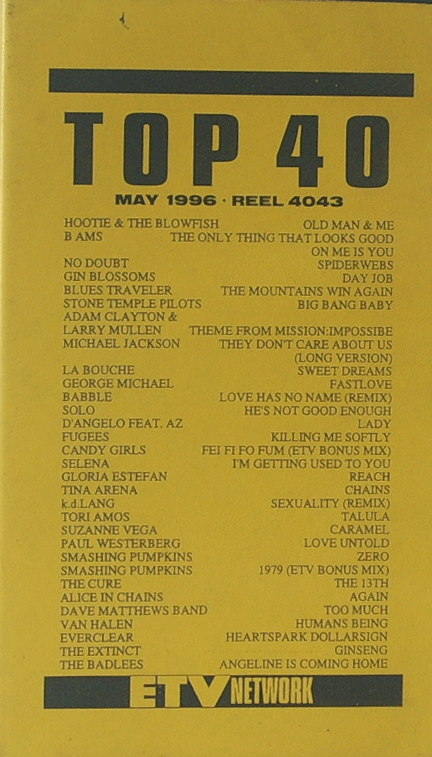 TOP 40
MAY 1996 · REEL 4043
HOOTIE & THE BLOWFISH OLD MAN & ME
B AMS THE ONLY THING THAT LOOKS GOOD
ON ME IS YOU
NO DOUBT SPIDERWEBS
GIN BLOSSOMS DAY JOB
BLUES TRAVELER THE MOUNTAINS WIN AGAIN
STONE TEMPLE PILOTS BIG BANG BABY
ADAM CLAYTON &
LARRY MULLEN THEME FROM MISSION:IMPOSSIBE
MICHAEL JACKSON THEY DON'T CARE ABOUT US
(LONG VERSION)
LA BOUCHE SWEET DREAMS
GEORGE MICHAEL FASTLOVE
BABBLE LOVE HAS NO NAME (REMIX)
SOLO HE'S NOT GOOD ENOUGH
D'ANGELO FEAT. AZ LADY
FUGEES KILLING ME SOFTLY
CANDY GIRLS FEI FI FO FUM (ETV BONUS MIX)
SELENA I'M GETTING USED TO YOU
GLORIA ESTEFAN REACH
TINA ARENA CHAINS
k.d.LANG SEXUALITY (REMIX)
TORI AMOS TALULA
SUZANNE VEGA CARAMEL
PAUL WESTERBERG LOVE UNTOLD
SMASHING PUMPKINS ZERO
SMASHING PUMPKINS 1979 (ETV BONUS MIX)
THE CURE THE 13TH
ALICE IN CHAINS AGAIN
DAVE MATTHEWS BAND TOO MUCH
VAN HALEN HUMANS BEING
EVERCLEAR HEARTSPARK DOLLARSIGN
THE EXTINCT GINSENG
THE BADLEES ANGELINE IS COMING HOME
ETV NETWORK